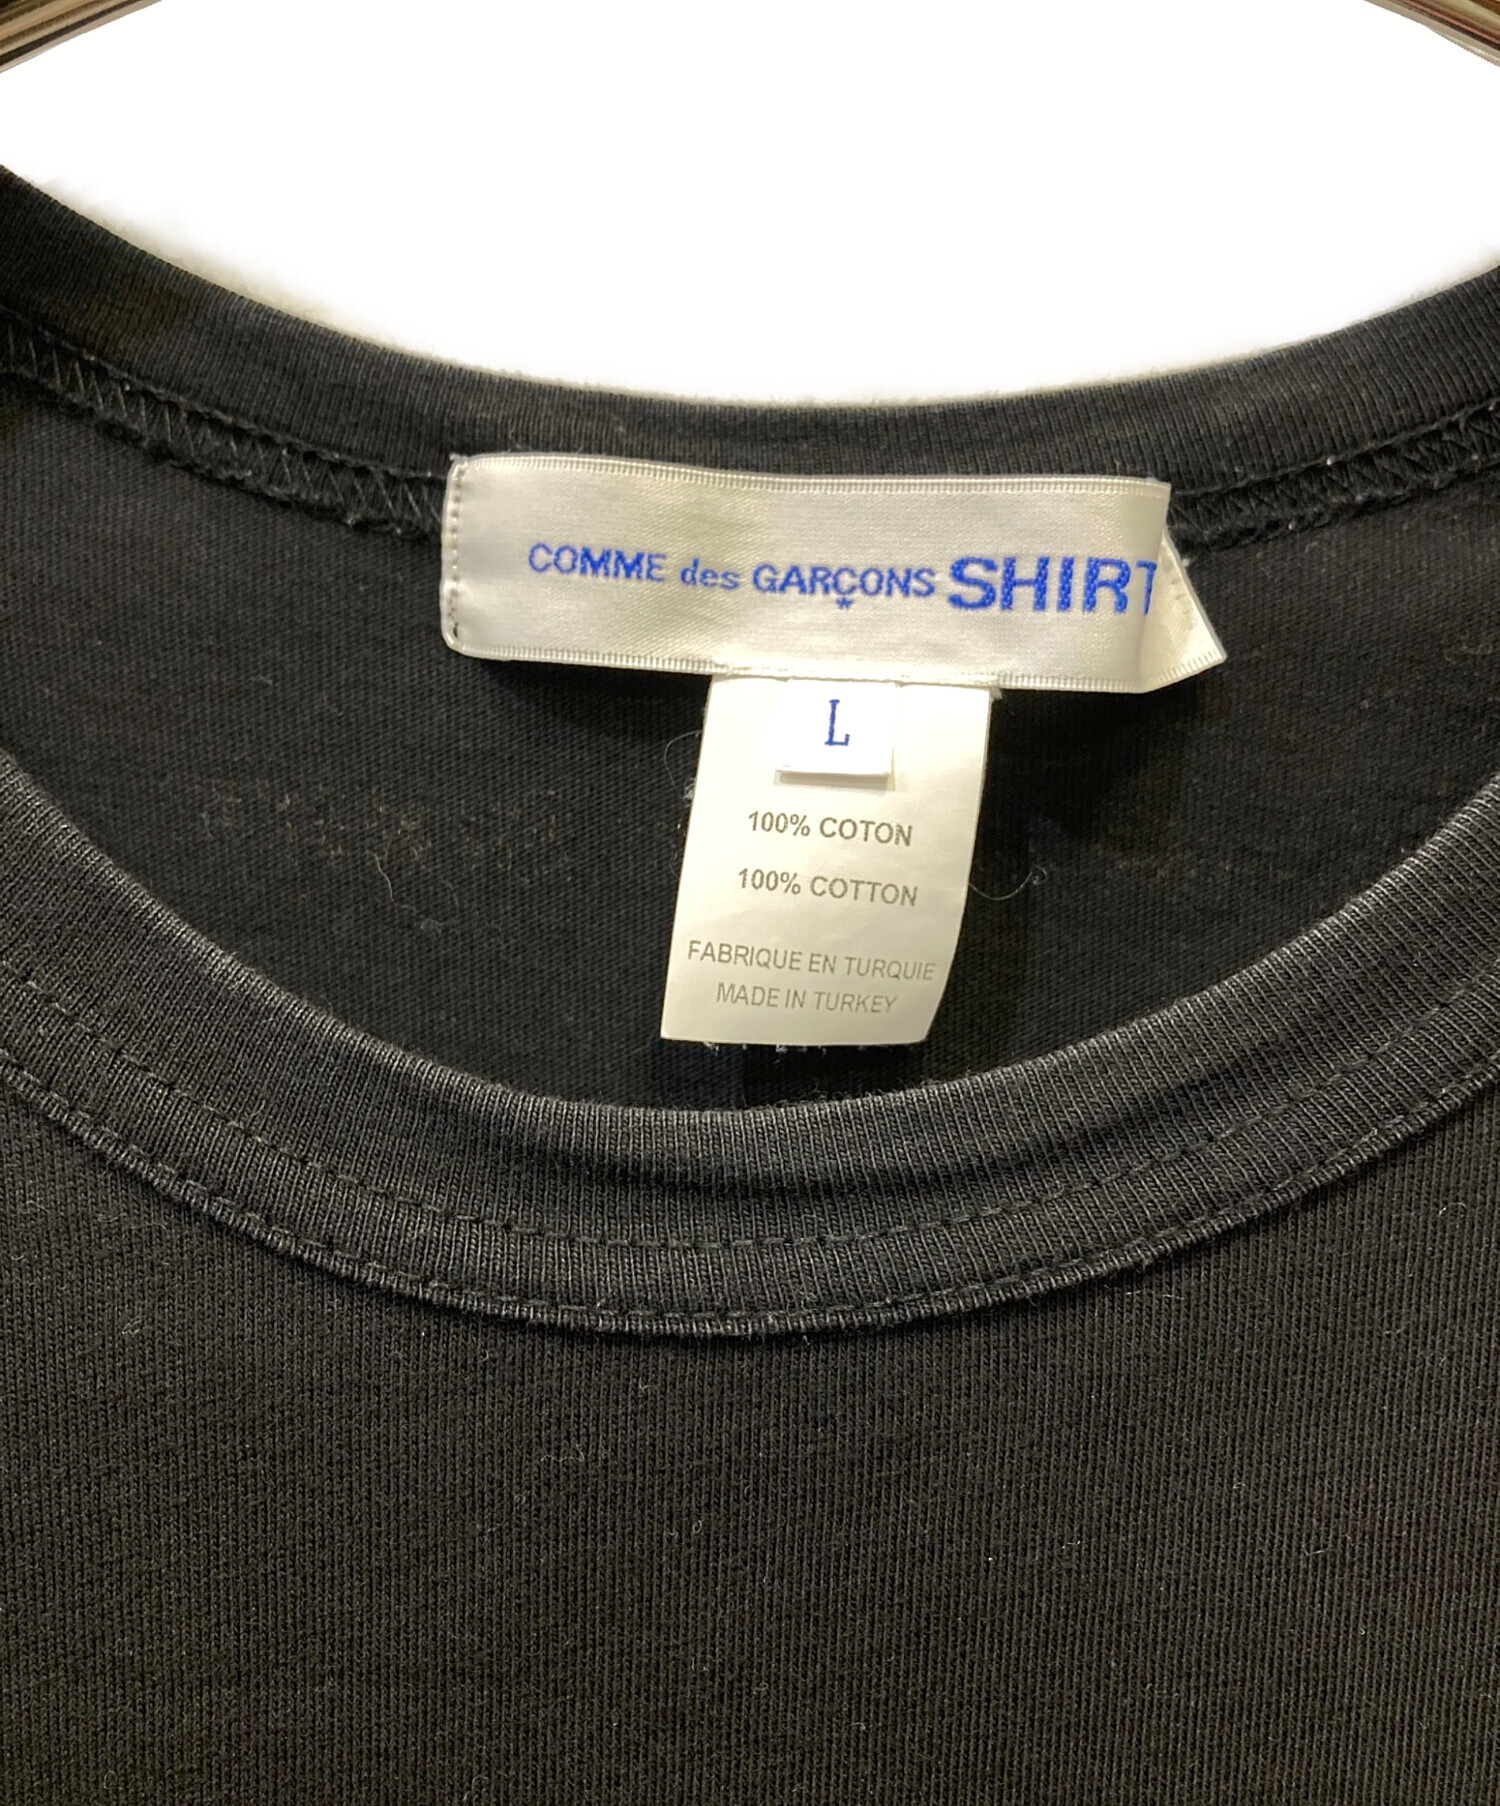 COMME des GARÇONS SHIRT
L
100% COTON
100% COTTON
FABRIQUE EN TURQUIE
MADE IN TURKEY